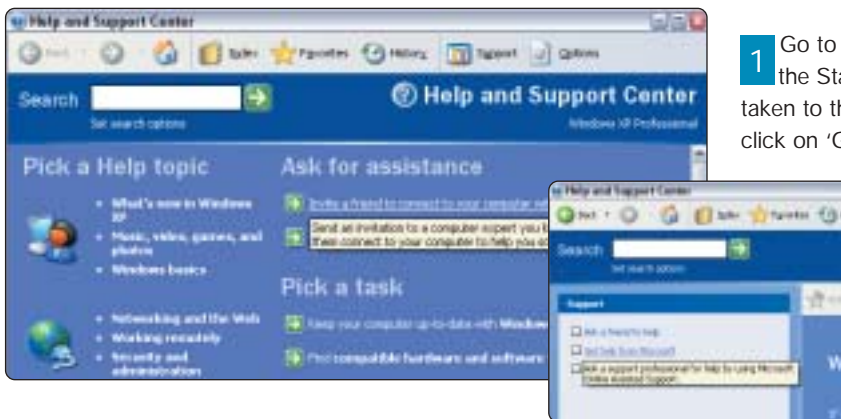 Help and Support Center
Back
Index Favorites History Support Options
Search
Set search options
Help and Support Center
Windows XP Professional
Pick a Help topic
What's new in Windows XP
Music, video, games, and photos
Windows basics
Networking and the Web
Working remotely
Security and administration
Ask for assistance
Invite a friend to connect to your computer
Send an invitation to a computer expert you
them connect to your computer to help you
Pick a task
Keep your computer up-to-date with Windows
Find compatible hardware and software
1 Go to
the Sta
taken to th
click on 'C
Help and Support Center
Back Index Favorites
Search
Set search options
Support
Ask a friend to help
Get help from Microsoft
Ask a support professional for help by using Microsoft
Online Assisted Support.
W